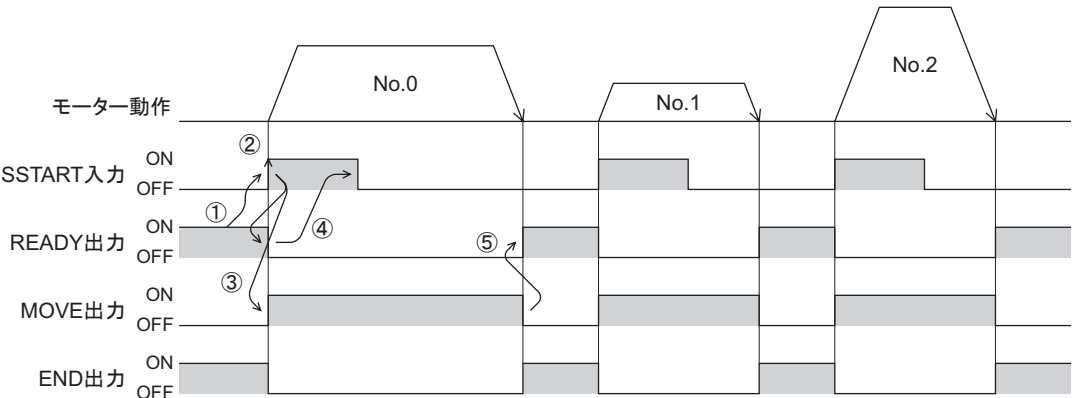 No.0
No.1
No.2
モーター動作
②
SSTART入力
ON
OFF
①
④
READY出力
ON
OFF
⑤
③
MOVE出力
ON
OFF
END出力
ON
OFF